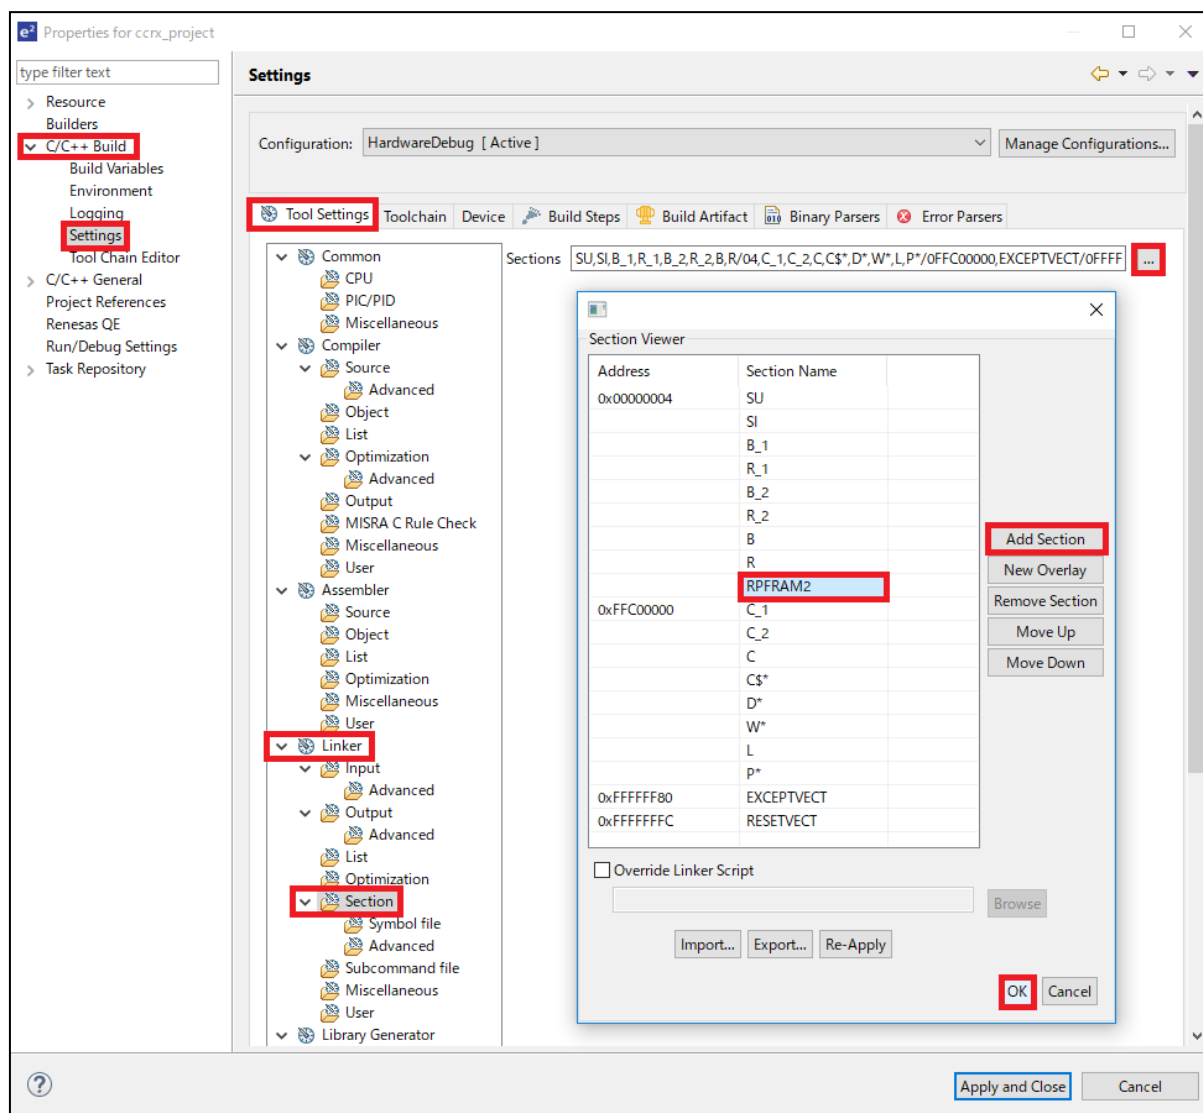 e² Properties for ccrx_project
type filter text
Settings
Resource
Builders
C/C++ Build
Build Variables
Environment
Logging
Settings
Tool Chain Editor
C/C++ General
Project References
Renesas QE
Run/Debug Settings
Task Repository
Configuration: HardwareDebug [ Active ] Manage Configurations...
Tool Settings Toolchain Device Build Steps Build Artifact Binary Parsers Error Parsers
Common
CPU
PIC/PID
Miscellaneous
Compiler
Source
Advanced
Object
List
Optimization
Advanced
Output
MISRA C Rule Check
Miscellaneous
User
Assembler
Source
Object
List
Optimization
Miscellaneous
User
Linker
Input
Advanced
Output
Advanced
List
Optimization
Section
Symbol file
Advanced
Subcommand file
Miscellaneous
User
Library Generator
Sections SU,SI,B_1,R_1,B_2,R_2,B,R/04,C_1,C_2,C,C$*,D*,W*,L,P*/0FFC00000,EXCEPTVECT/0FFFF ...
Section Viewer
Address Section Name
0x00000004 SU
SI
B_1
R_1
B_2
R_2
B
R
RPFRAM2
0xFFC00000 C_1
C_2
C
C$*
D*
W*
L
P*
0xFFFFFF80 EXCEPTVECT
0xFFFFFFFC RESETVECT
Add Section
New Overlay
Remove Section
Move Up
Move Down
Override Linker Script
Browse
Import... Export... Re-Apply
OK Cancel
Apply and Close Cancel